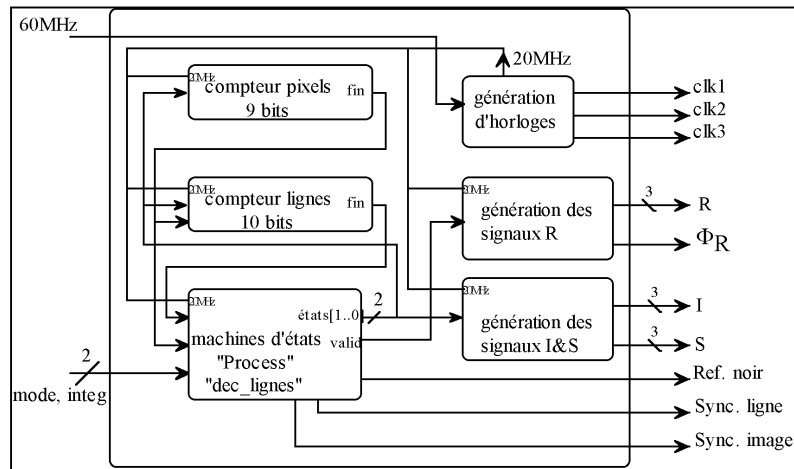 60MHz
20MHz
20MHz
compteur pixels
9 bits
fin
génération
d'horloges
clk1
clk2
clk3
20MHz
compteur lignes
10 bits
fin
20MHz
génération des
signaux R
3
R
ΦR
20MHz
machines d'états
"Process"
"dec_lignes"
états[1..0]
valid
2
20MHz
génération des
signaux I&S
3
I
3
S
2
mode, integ
Ref. noir
Sync. ligne
Sync. image